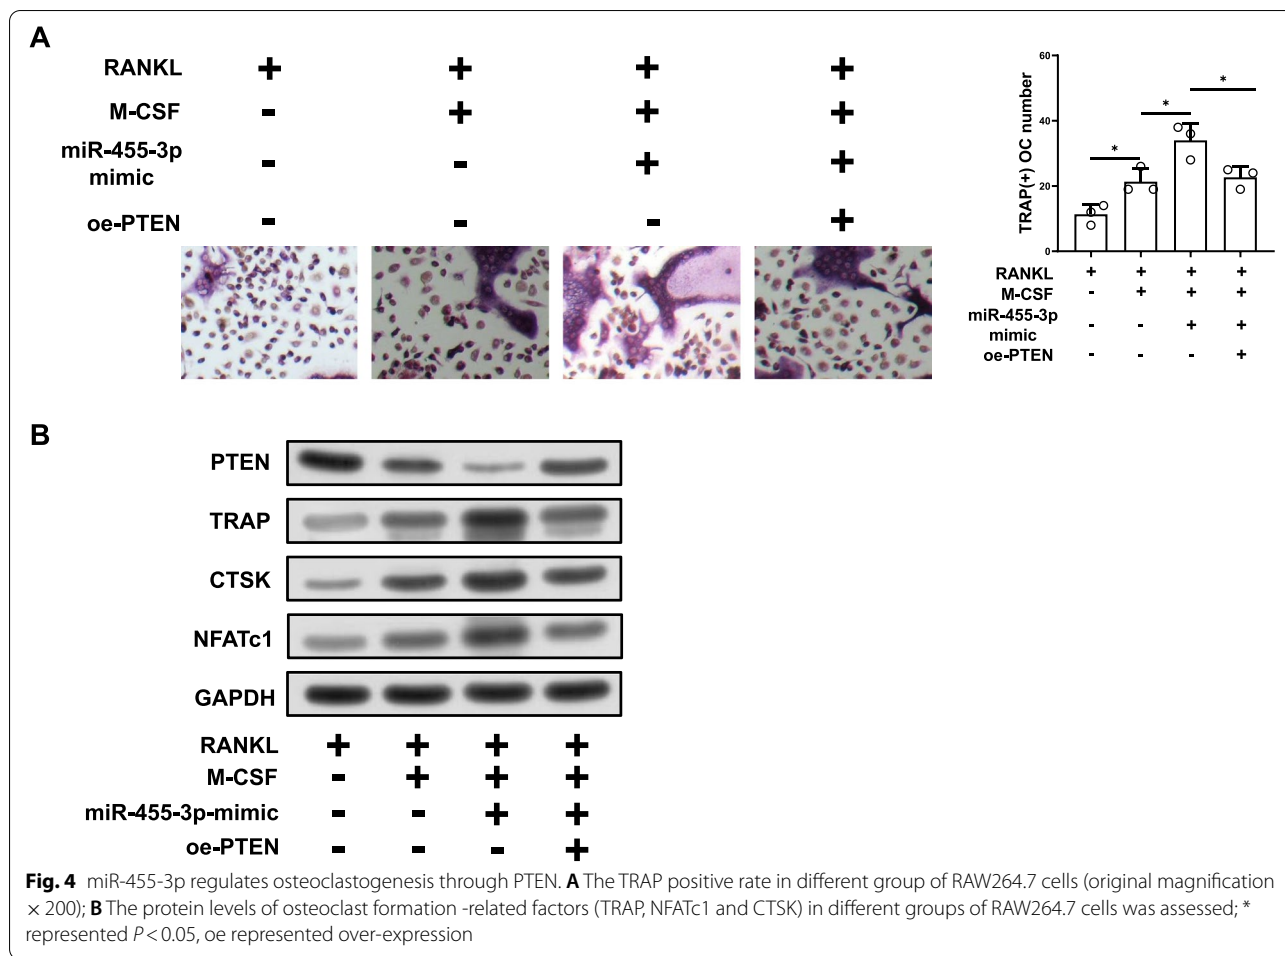 A
RANKL + + + +
M-CSF - + + +
miR-455-3p
mimic - - + +
oe-PTEN - - - +
TRAP(+) OC number
60
40
20
0
* * *
RANKL + + + +
M-CSF - + + +
miR-455-3p
mimic - - + +
oe-PTEN - - - +
B
PTEN
TRAP
CTSK
NFATc1
GAPDH
RANKL + + + +
M-CSF - + + +
miR-455-3p-mimic - - + +
oe-PTEN - - - +
Fig. 4 miR-455-3p regulates osteoclastogenesis through PTEN. A The TRAP positive rate in different group of RAW264.7 cells (original magnification
× 200); B The protein levels of osteoclast formation -related factors (TRAP, NFATc1 and CTSK) in different groups of RAW264.7 cells was assessed; *
represented P < 0.05, oe represented over-expression